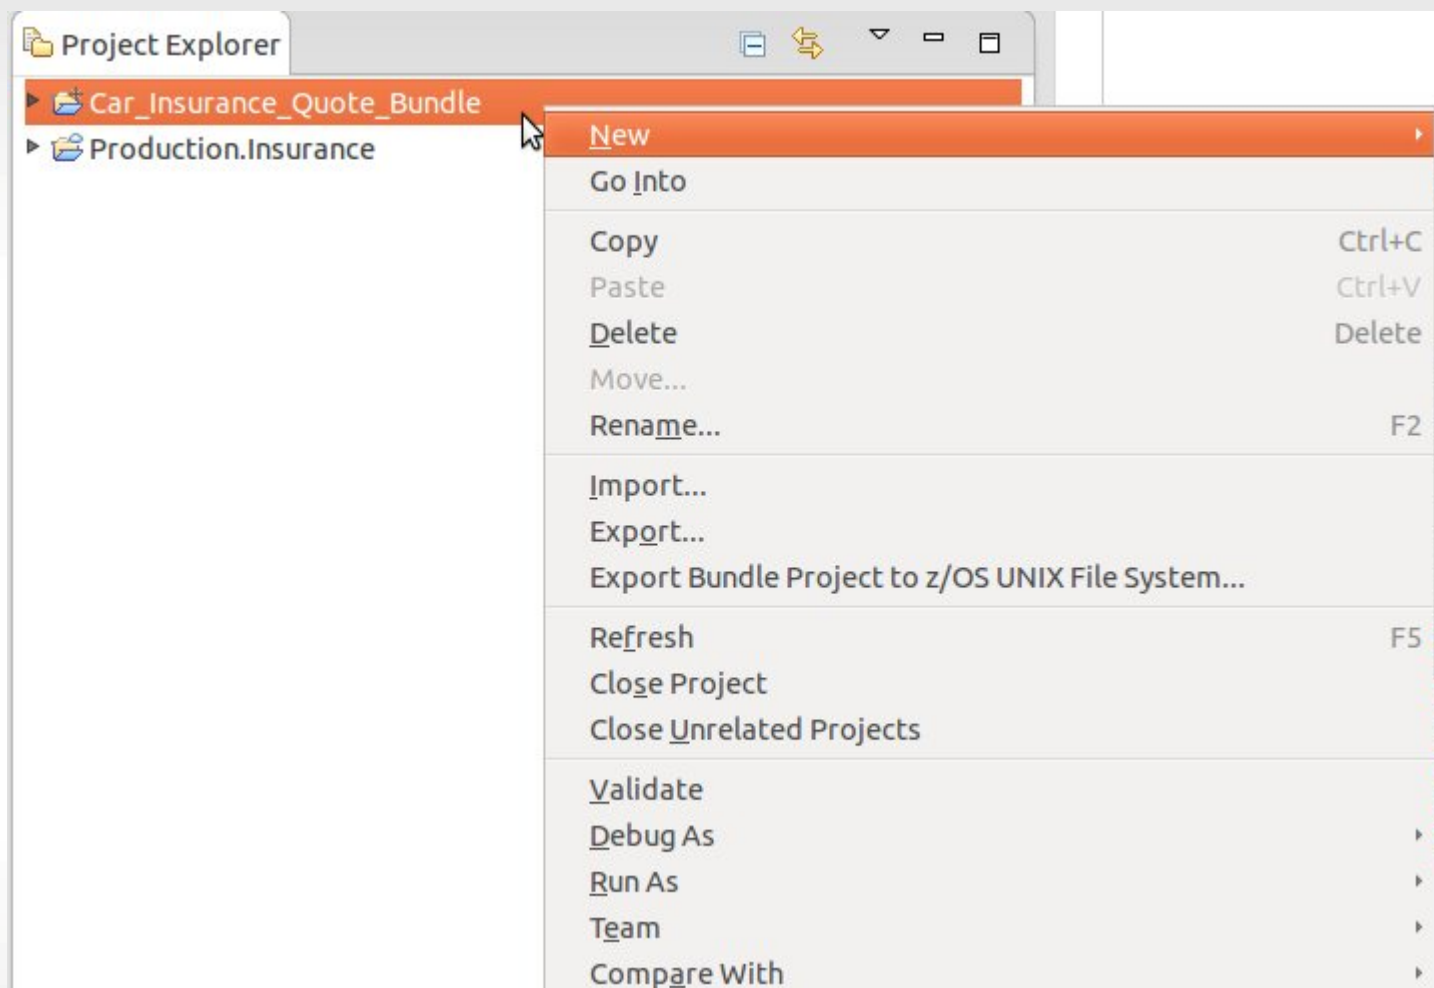 Project Explorer
Car_Insurance_Quote_Bundle
Production.Insurance
New
Go Into
Copy Ctrl+C
Paste Ctrl+V
Delete Delete
Move...
Rename... F2
Import...
Export...
Export Bundle Project to z/OS UNIX File System...
Refresh F5
Close Project
Close Unrelated Projects
Validate
Debug As
Run As
Team
Compare With